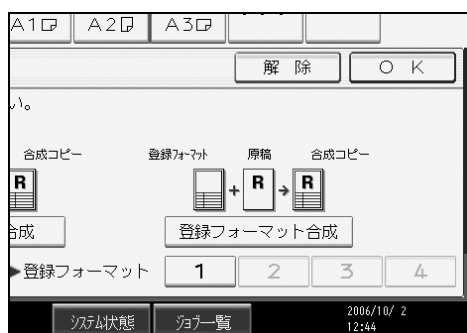 A1 A2 A3
解 除 O K
い。
合成コピー 登録フォーマット 原稿 合成コピー
R + R → R
合成 登録フォーマット合成
▶登録フォーマット 1 2 3 4
システム状態 ジョブ一覧 2006/10/ 2
12:44